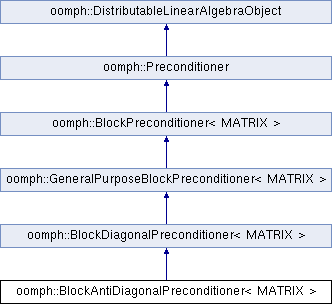 oomph::DistributableLinearAlgebraObject
oomph::Preconditioner
oomph::BlockPreconditioner< MATRIX >
oomph::GeneralPurposeBlockPreconditioner< MATRIX >
oomph::BlockDiagonalPreconditioner< MATRIX >
oomph::BlockAntiDiagonalPreconditioner< MATRIX >